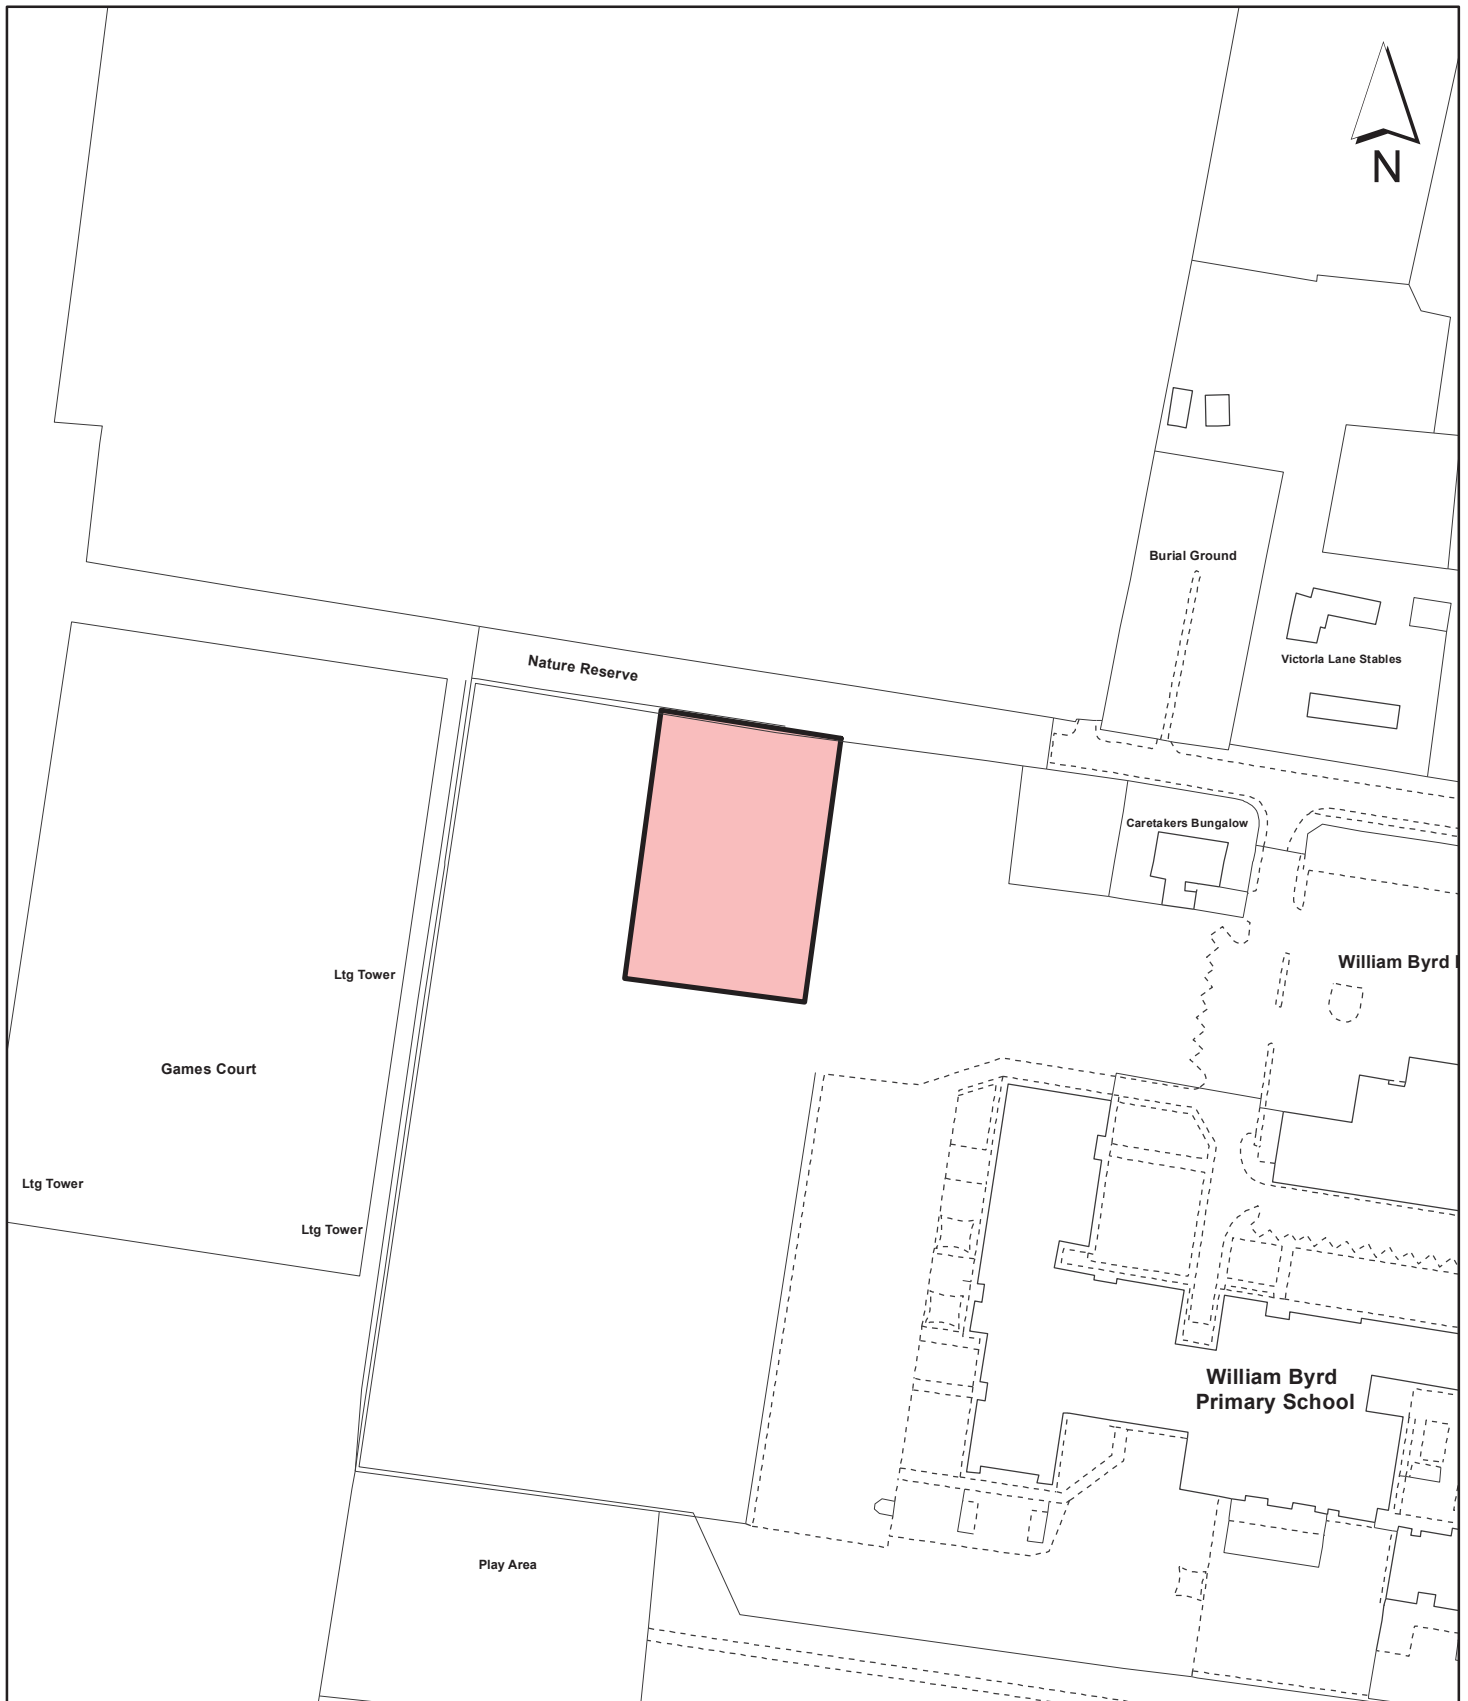 N
Burial Ground
Victoria Lane Stables
Nature Reserve
Caretakers Bungalow
William Byrd
Ltg Tower
Games Court
Ltg Tower
Ltg Tower
William Byrd
Primary School
Play Area